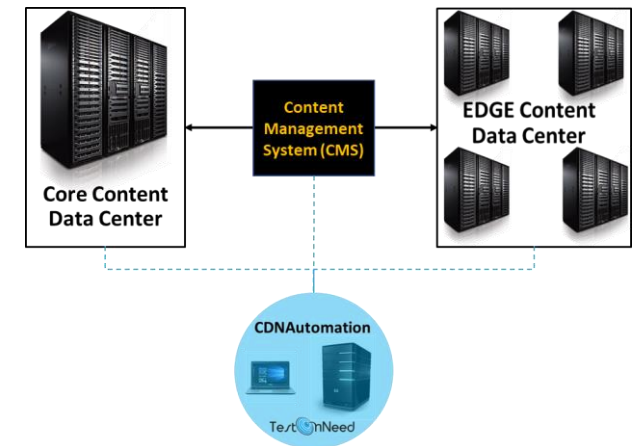 Core Content
Data Center
Content
Management
System (CMS)
EDGE Content
Data Center
CDNAutomation
TestOnNeed